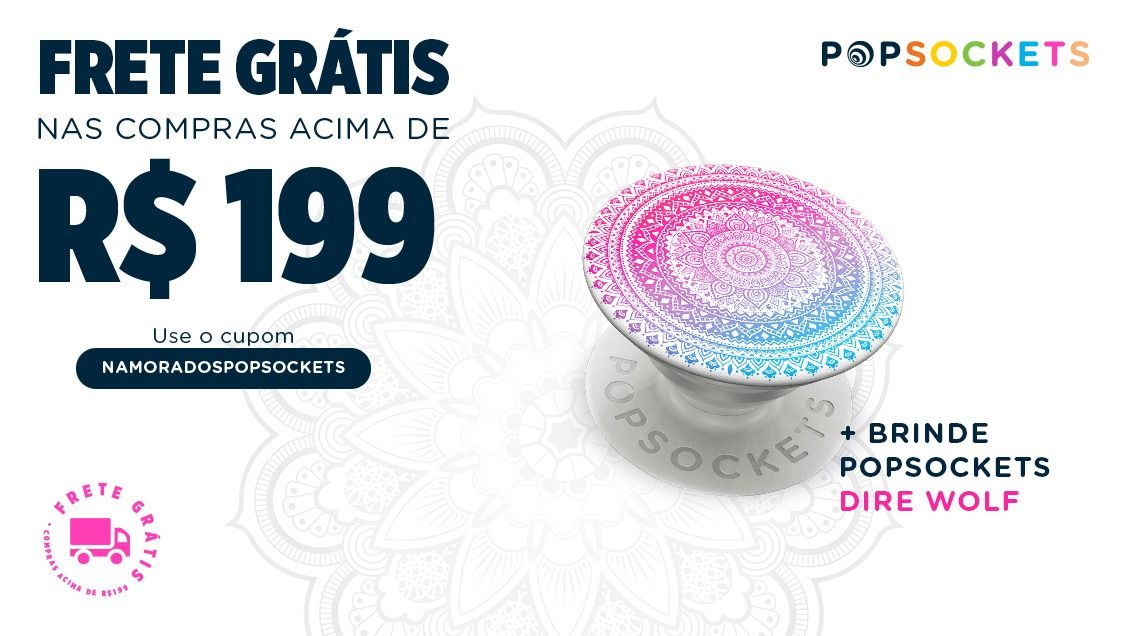 FRETE GRÁTIS
NAS COMPRAS ACIMA DE
R$ 199
Use o cupom
NAMORADOSPOPSOCKETS
FRETE GRÁTIS
• COMPRAS ACIMA DE R$199
POPSOCKETS
POPSOCKETS
+ BRINDE
POPSOCKETS
DIRE WOLF